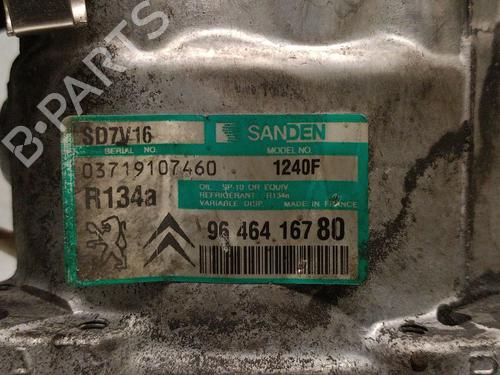 B-PARTS
SD7V16
SANDEN
SERIAL NO.
MODEL NO.
03719107460
1240F
R134a
OIL SP-10 OR EQUIV
REFRIGERANT R134a
VARIABLE DISP. MADE IN FRANCE
96 464 167 80